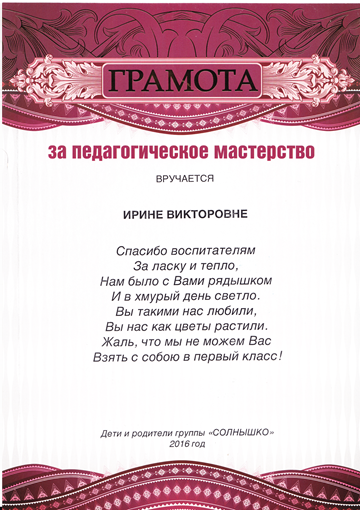 ГРАМОТА
за педагогическое мастерство
ВРУЧАЕТСЯ
ИРИНЕ ВИКТОРОВНЕ
Спасибо воспитателям
За ласку и тепло,
Нам было с Вами рядышком
И в хмурый день светло.
Вы такими нас любили,
Вы нас как цветы растили.
Жаль, что мы не можем Вас
Взять с собою в первый класс!
Дети и родители группы «СОЛНЫШКО»
2016 год